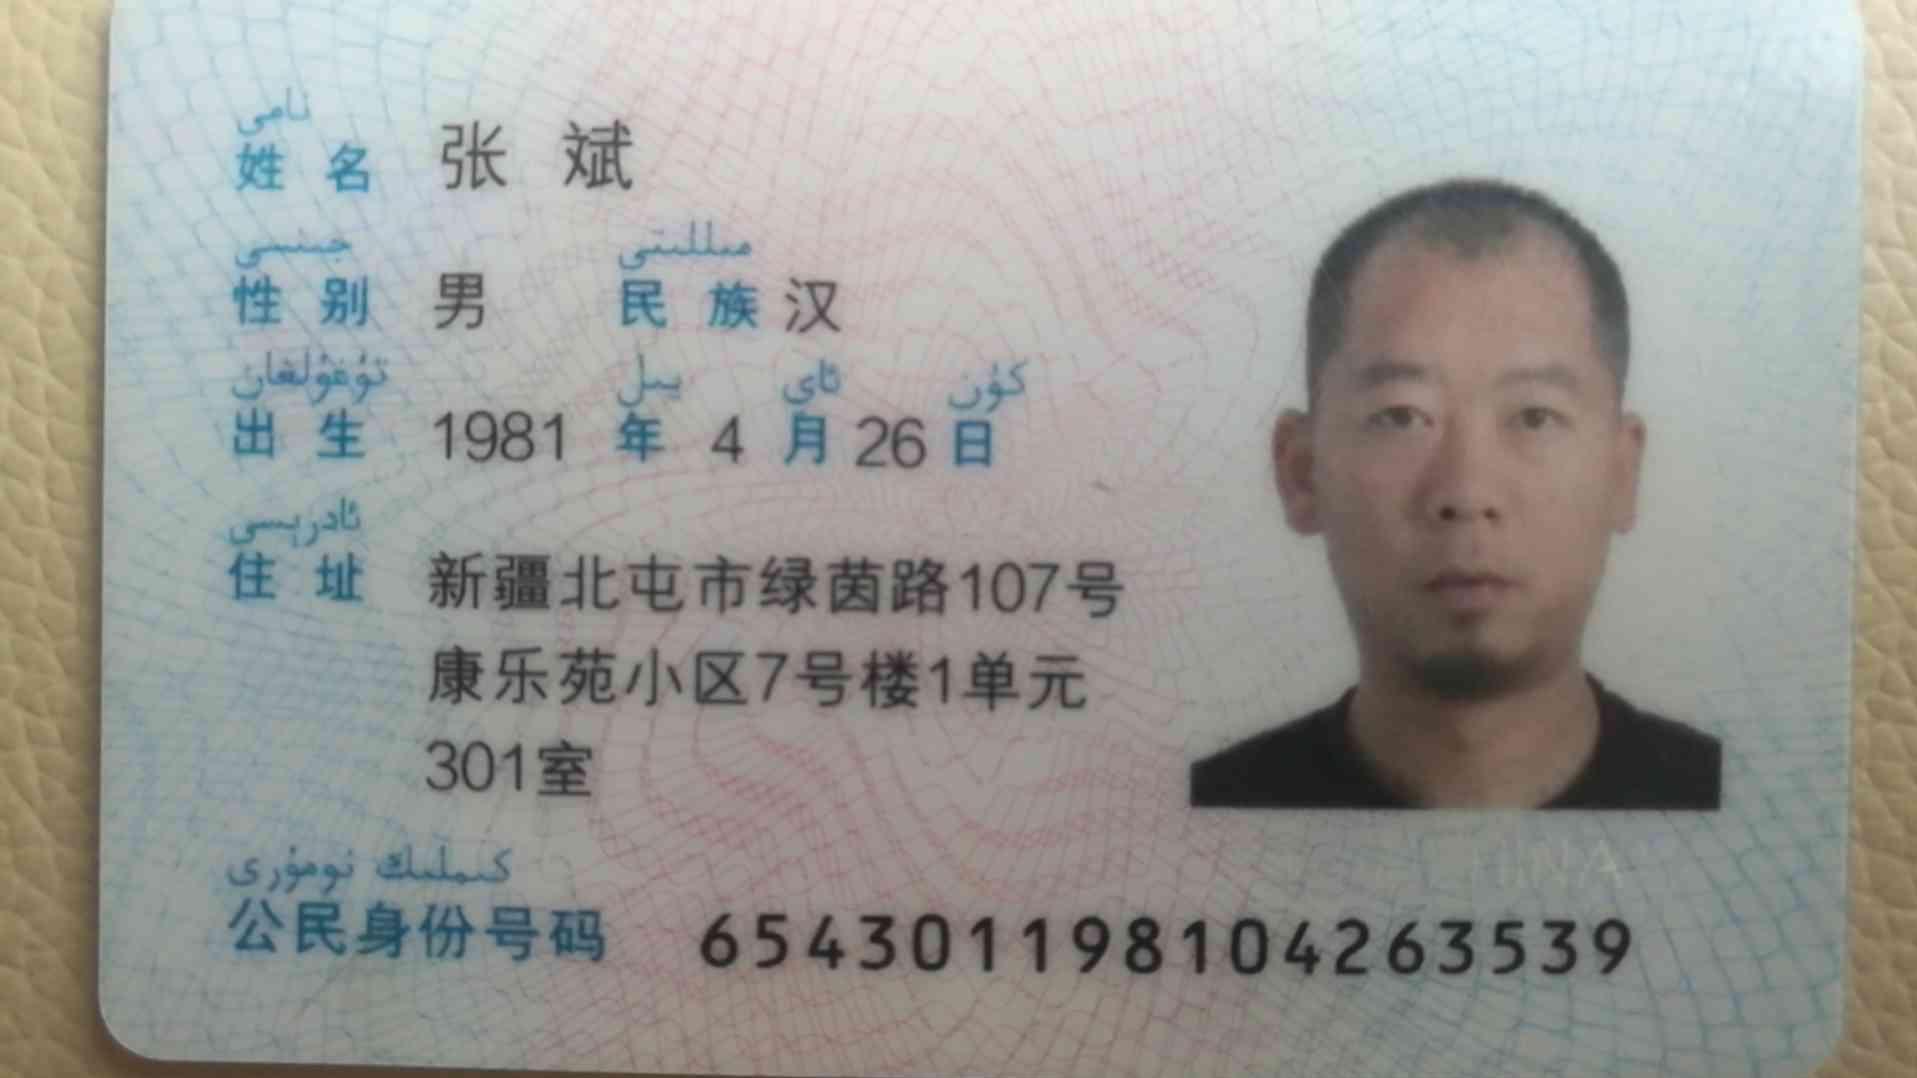 نامى
姓 名 张 斌
جىنسى مىللىتى
性 别 男 民 族 汉
تۇغۇلغان يىل ئاي كۈن
出 生 1981 年 4 月 26 日
ئادرېسى
住 址 新疆北屯市绿茵路107号
康乐苑小区7号楼1单元
301室
كىملىك نومۇرى
公民身份号码 654301198104263539